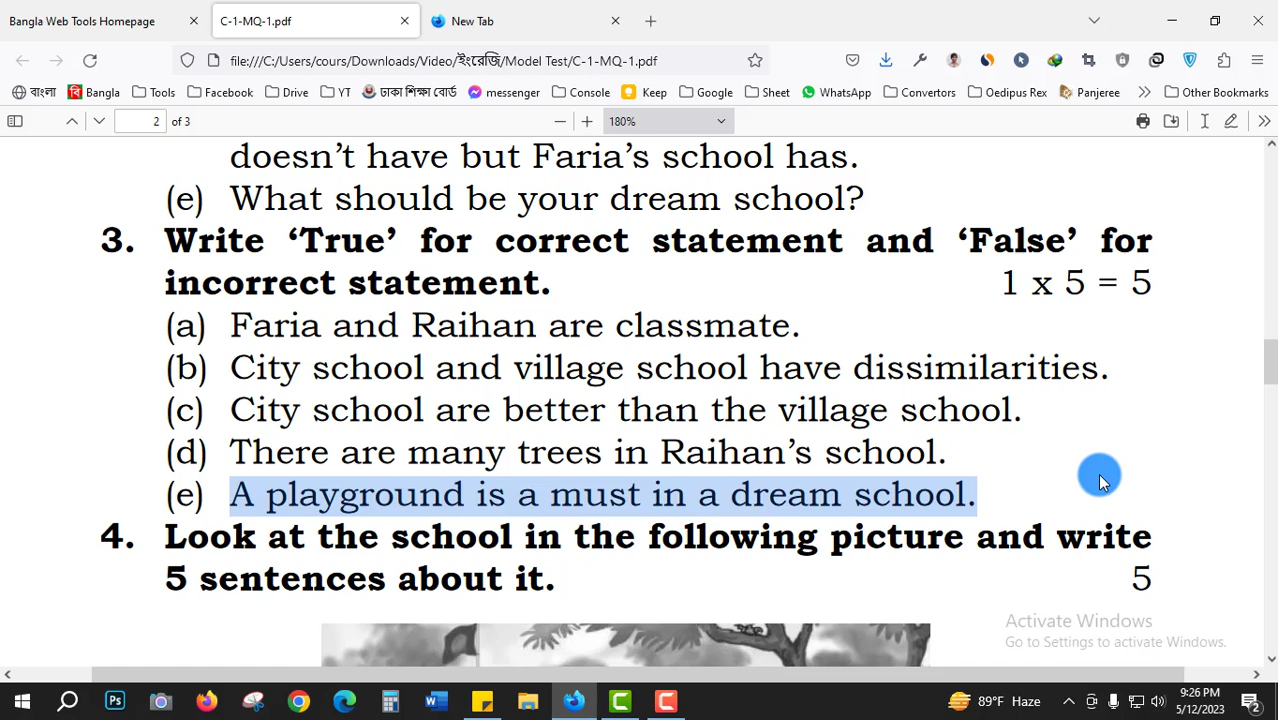 Bangla Web Tools Homepage
C-1-MQ-1.pdf
New Tab
file:///C:/Users/cours/Downloads/Video/ইংরেজি/Model Test/C-1-MQ-1.pdf
বাংলা Bangla Tools Facebook Drive YT ঢাকা শিক্ষা বোর্ড messenger Console Keep Google Sheet WhatsApp Convertors Oedipus Rex Panjeree Other Bookmarks
2 of 3 180%
doesn't have but Faria's school has.
(e) What should be your dream school?
3. Write 'True' for correct statement and 'False' for
incorrect statement. 1 x 5 = 5
(a) Faria and Raihan are classmate.
(b) City school and village school have dissimilarities.
(c) City school are better than the village school.
(d) There are many trees in Raihan's school.
(e) A playground is a must in a dream school.
4. Look at the school in the following picture and write
5 sentences about it. 5
Activate Windows
Go to Settings to activate Windows.
89°F Haze
9:26 PM
5/12/2023
2